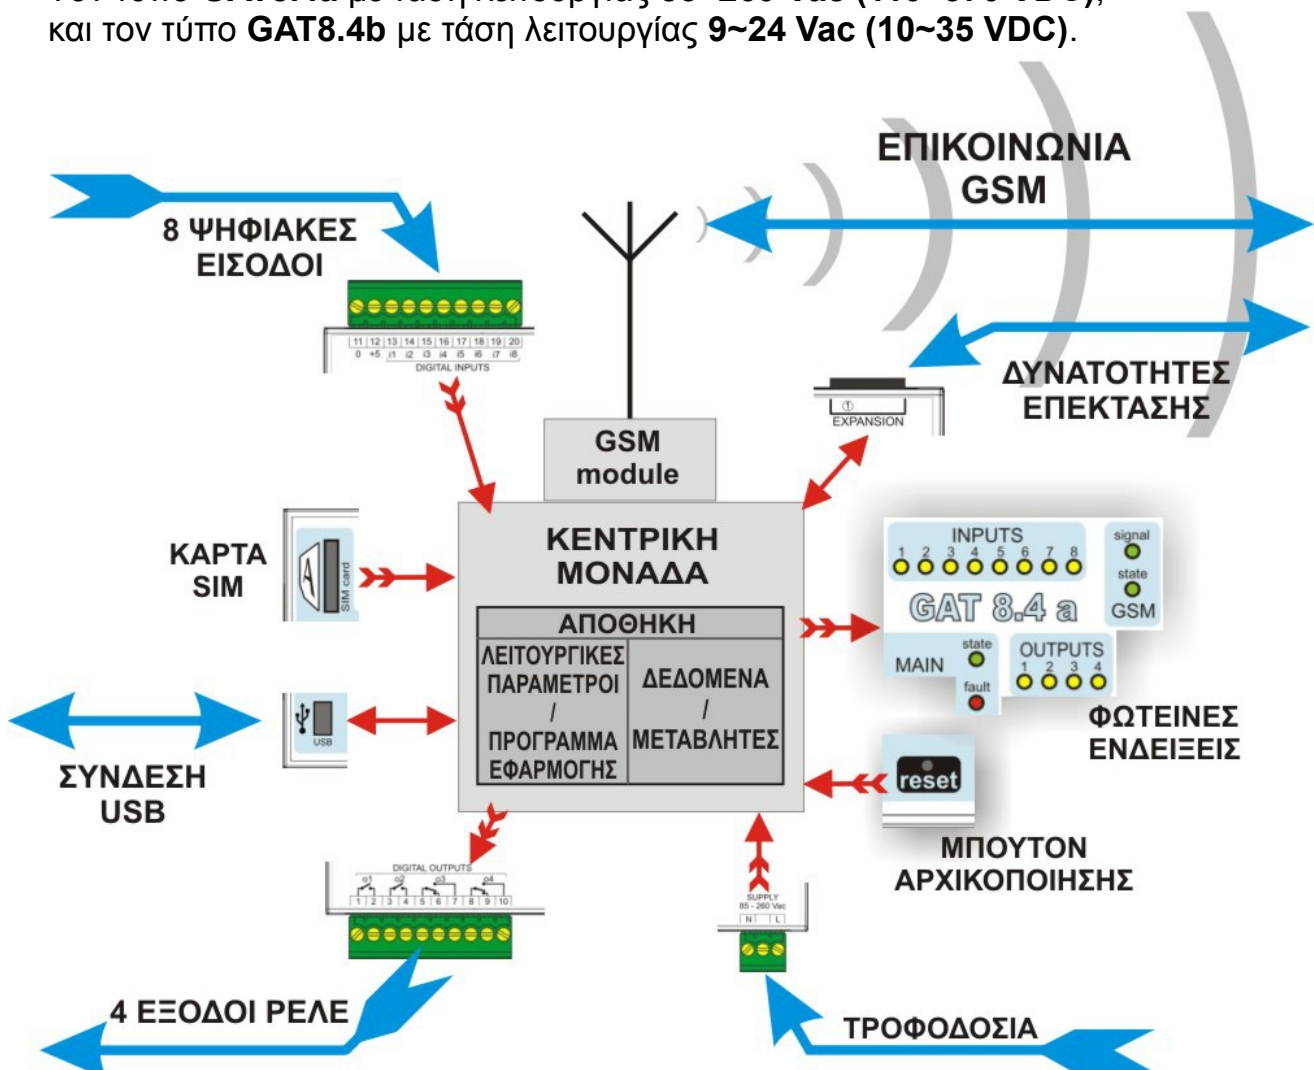 και τον τύπο GAT8.4b με τάση λειτουργίας 9~24 Vac (10~35 VDC).
ΕΠΙΚΟΙΝΩΝΙΑ
GSM
8 ΨΗΦΙΑΚΕΣ
ΕΙΣΟΔΟΙ
11 12 13 14 15 16 17 18 19 20
0 +5 i1 i2 i3 i4 i5 i6 i7 i8
DIGITAL INPUTS
ΔΥΝΑΤΟΤΗΤΕΣ
ΕΠΕΚΤΑΣΗΣ
1
EXPANSION
GSM
module
ΚΕΝΤΡΙΚΗ
ΜΟΝΑΔΑ
ΑΠΟΘΗΚΗ
ΛΕΙΤΟΥΡΓΙΚΕΣ
ΠΑΡΑΜΕΤΡΟΙ
/
ΠΡΟΓΡΑΜΜΑ
ΕΦΑΡΜΟΓΗΣ
ΔΕΔΟΜΕΝΑ
/
ΜΕΤΑΒΛΗΤΕΣ
ΚΑΡΤΑ
SIM
A
SIM card
INPUTS
1 2 3 4 5 6 7 8
signal
state
GSM
GAT 8.4 a
MAIN
state
fault
OUTPUTS
1 2 3 4
ΦΩΤΕΙΝΕΣ
ΕΝΔΕΙΞΕΙΣ
USB
ΣΥΝΔΕΣΗ
USB
reset
ΜΠΟΥΤΟΝ
ΑΡΧΙΚΟΠΟΙΗΣΗΣ
DIGITAL OUTPUTS
o1 o2 o3 o4
1 2 3 4 5 6 7 8 9 10
4 ΕΞΟΔΟΙ ΡΕΛΕ
SUPPLY
85 - 260 Vac
N L
ΤΡΟΦΟΔΟΣΙΑ